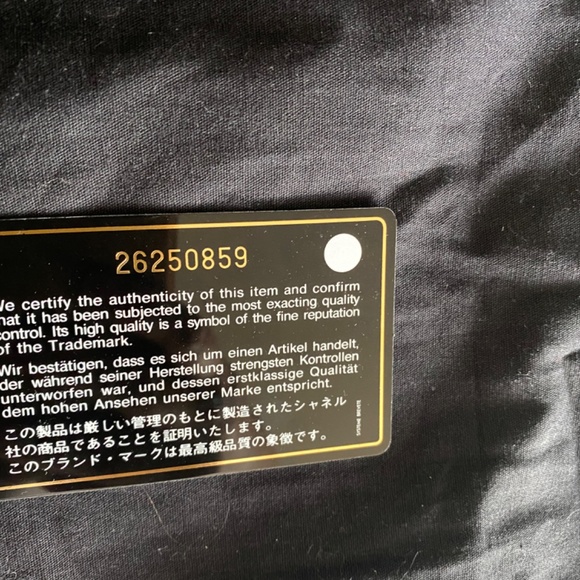 26250859
We certify the authenticity of this item and confirm
that it has been subjected to the most exacting quality
control. Its high quality is a symbol of the fine reputation
of the Trademark.
Wir bestätigen, dass es sich um einen Artikel handelt,
der während seiner Herstellung strengsten Kontrollen
unterworfen war, und dessen erstklassige Qualität
dem hohen Ansehen unserer Marke entspricht.
この製品は厳しい管理のもとに製造されたシャネル
社の商品であることを証明いたします。
このブランド・マークは最高級品質の象徴です。